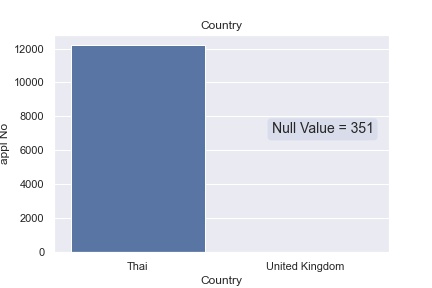 Country
12000
10000
8000
6000
4000
2000
0
appl No
Null Value = 351
Thai
United Kingdom
Country